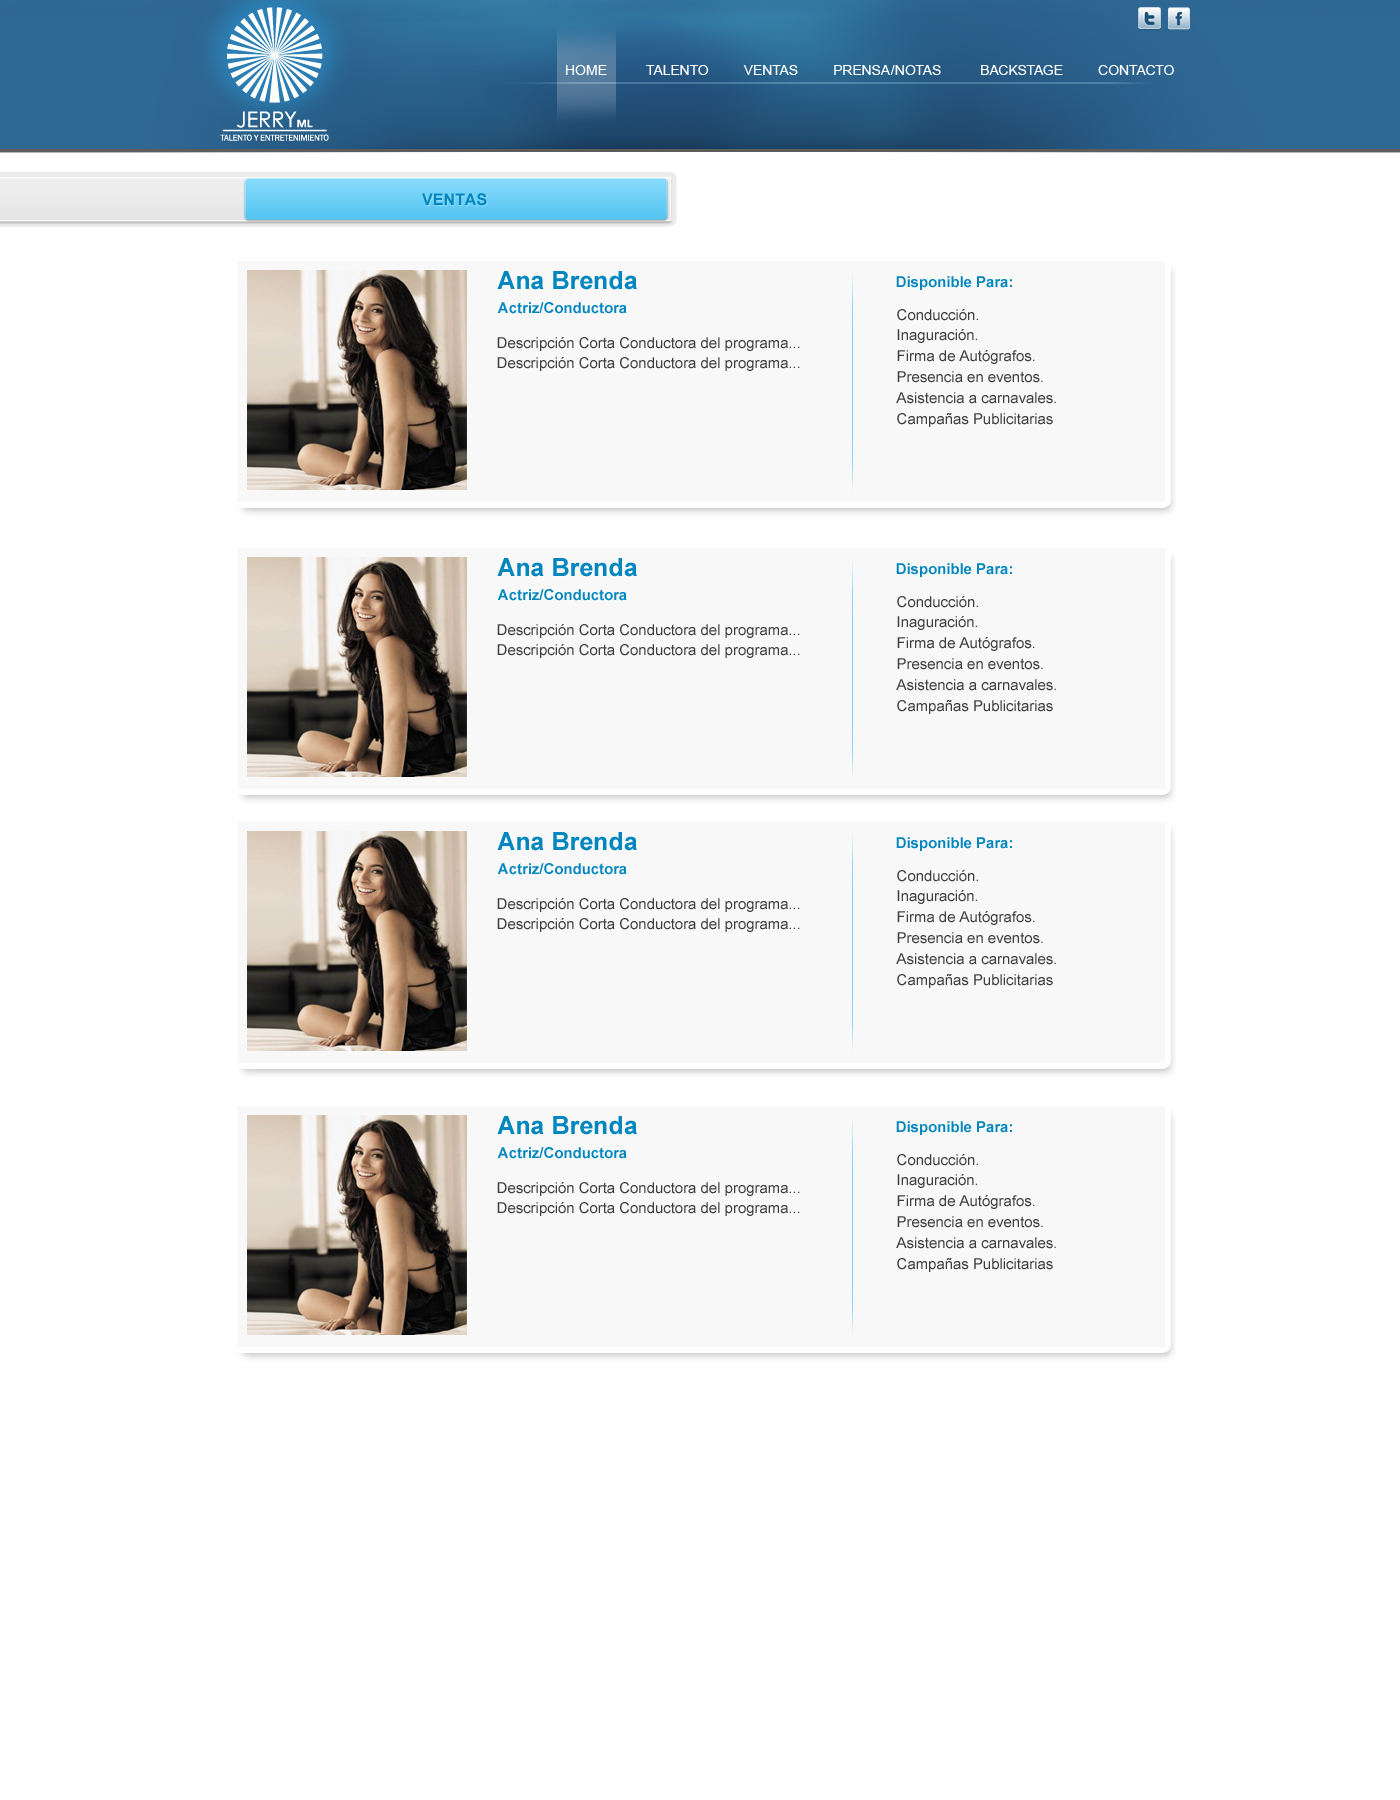 JERRY ML
TALENTO Y ENTRETENIMIENTO
HOME TALENTO VENTAS PRENSA/NOTAS BACKSTAGE CONTACTO
VENTAS
Ana Brenda
Actriz/Conductora
Descripción Corta Conductora del programa...
Descripción Corta Conductora del programa...
Disponible Para:
Conducción.
Inaguración.
Firma de Autógrafos.
Presencia en eventos.
Asistencia a carnavales.
Campañas Publicitarias
Ana Brenda
Actriz/Conductora
Descripción Corta Conductora del programa...
Descripción Corta Conductora del programa...
Disponible Para:
Conducción.
Inaguración.
Firma de Autógrafos.
Presencia en eventos.
Asistencia a carnavales.
Campañas Publicitarias
Ana Brenda
Actriz/Conductora
Descripción Corta Conductora del programa...
Descripción Corta Conductora del programa...
Disponible Para:
Conducción.
Inaguración.
Firma de Autógrafos.
Presencia en eventos.
Asistencia a carnavales.
Campañas Publicitarias
Ana Brenda
Actriz/Conductora
Descripción Corta Conductora del programa...
Descripción Corta Conductora del programa...
Disponible Para:
Conducción.
Inaguración.
Firma de Autógrafos.
Presencia en eventos.
Asistencia a carnavales.
Campañas Publicitarias